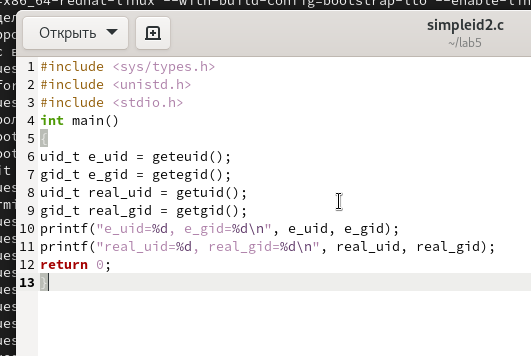 x86_64-redhat-linux --with-build-config=bootstrap-lto --enable-lin
Открыть
simpleid2.c
~/lab5
1 #include <sys/types.h>
2 #include <unistd.h>
3 #include <stdio.h>
4 int main()
5 {
6 uid_t e_uid = geteuid();
7 gid_t e_gid = getegid();
8 uid_t real_uid = getuid();
9 gid_t real_gid = getgid();
10 printf("e_uid=%d, e_gid=%d\n", e_uid, e_gid);
11 printf("real_uid=%d, real_gid=%d\n", real_uid, real_gid);
12 return 0;
13 }